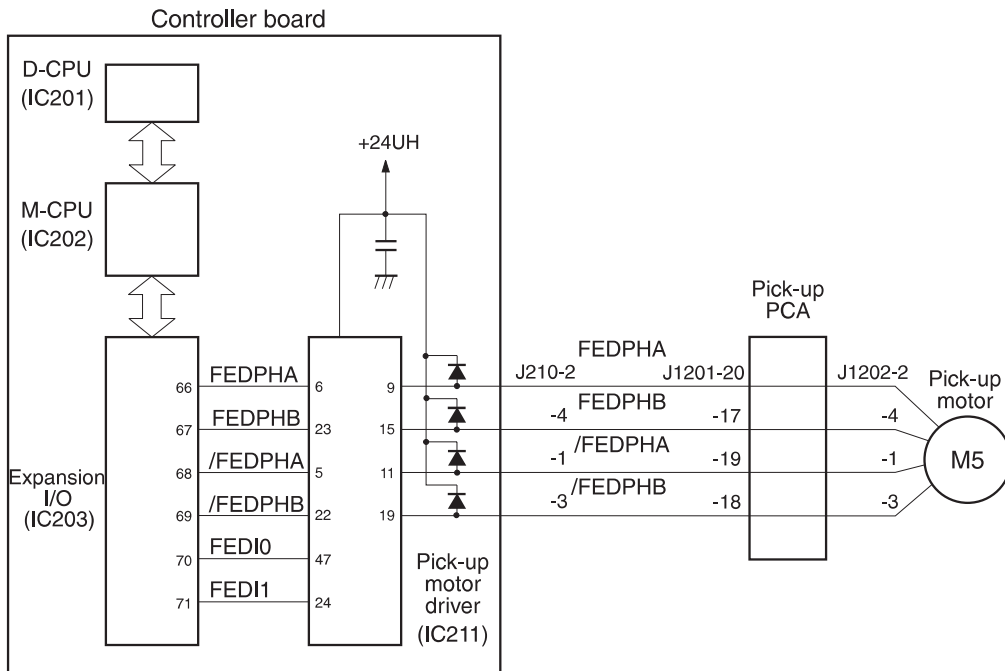 Controller board
D-CPU
(IC201)
+24UH
M-CPU
(IC202)
Pick-up
PCA
FEDPHA
66 FEDPHA 6 9 J210-2 J1201-20 J1202-2
Pick-up
motor
67 FEDPHB 23 15 -4 FEDPHB -17 -4
68 /FEDPHA 5 11 -1 /FEDPHA -19 -1
M5
69 /FEDPHB 22 19 -3 /FEDPHB -18 -3
Expansion
I/O
(IC203)
70 FEDI0 47
71 FEDI1 24
Pick-up
motor
driver
(IC211)